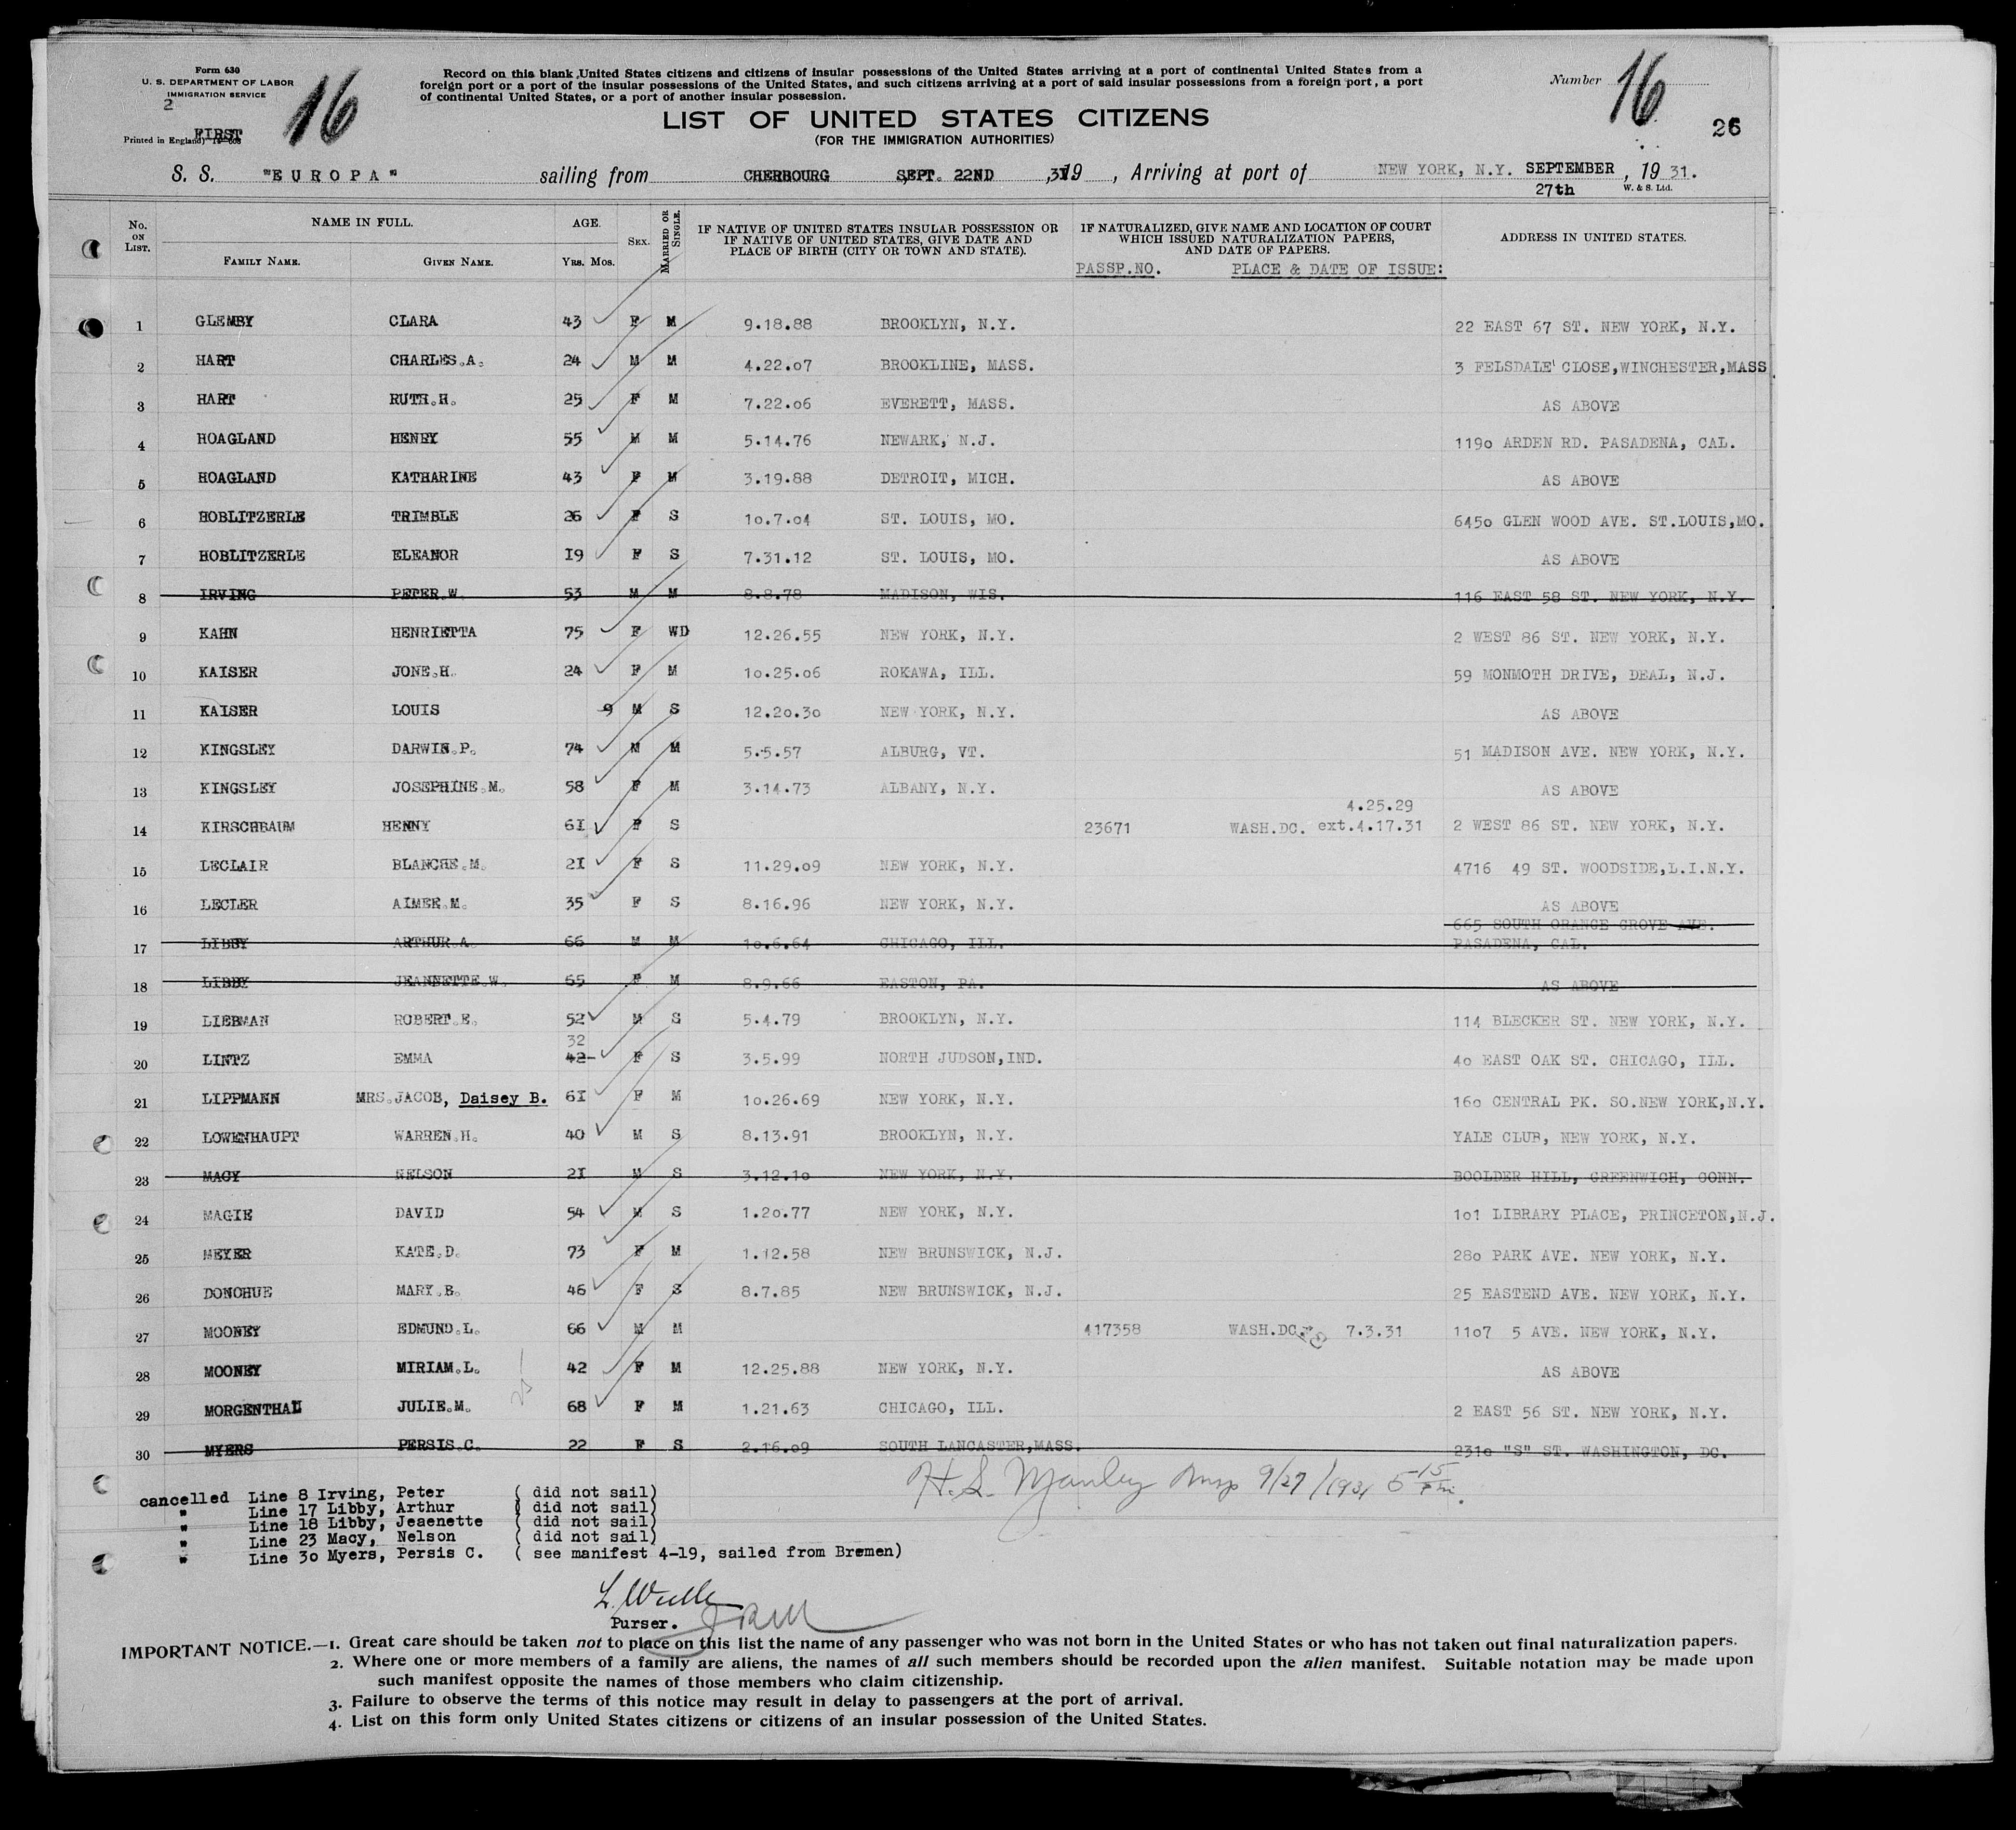 Form 630
U. S. DEPARTMENT OF LABOR
IMMIGRATION SERVICE
2
FIRST
Printed in England)
16
Record on this blank United States citizens and citizens of insular possessions of the United States arriving at a port of continental United States from a
foreign port or a port of the insular possessions of the United States, and such citizens arriving at a port of said insular possessions from a foreign port, a port
of continental United States, or a port of another insular possession.
Number 16
26
LIST OF UNITED STATES CITIZENS
(FOR THE IMMIGRATION AUTHORITIES)
S. S. "EUROPA" sailing from CHERBOURG SEPT. 22ND , 31 19 , Arriving at port of NEW YORK, N.Y. SEPTEMBER , 19 31.
27th W. & S. Ltd.
No. ON LIST. NAME IN FULL. AGE. SEX. MARRIED OR SINGLE. IF NATIVE OF UNITED STATES INSULAR POSSESSION OR IF NATIVE OF UNITED STATES, GIVE DATE AND PLACE OF BIRTH (CITY OR TOWN AND STATE). IF NATURALIZED, GIVE NAME AND LOCATION OF COURT WHICH ISSUED NATURALIZATION PAPERS, AND DATE OF PAPERS. ADDRESS IN UNITED STATES.
FAMILY NAME. GIVEN NAME. YRS. MOS. PASSP.NO. PLACE & DATE OF ISSUE:
1 GLEMBY CLARA 43 F M 9.18.88 BROOKLYN, N.Y. 22 EAST 67 ST. NEW YORK, N.Y.
2 HART CHARLES.A. 24 M M 4.22.07 BROOKLINE, MASS. 3 FELSDALE CLOSE,WINCHESTER,MASS.
3 HART RUTH.H. 25 F M 7.22.06 EVERETT, MASS. AS ABOVE
4 HOAGLAND HENRY 55 M M 5.14.76 NEWARK, N.J. 1190 ARDEN RD. PASADENA, CAL.
5 HOAGLAND KATHARINE 43 F M 3.19.88 DETROIT, MICH. AS ABOVE
6 HOBLITZERLE TRIMBLE 26 F S 10.7.04 ST. LOUIS, MO. 6450 GLEN WOOD AVE. ST.LOUIS,MO.
7 HOBLITZERLE ELEANOR 19 F S 7.31.12 ST. LOUIS, MO. AS ABOVE
8 IRVING PETER.W. 53 M M 8.8.78 MADISON, WIS. 116 EAST 58 ST. NEW YORK, N.Y.
9 KAHN HENRIETTA 75 F WD 12.26.55 NEW YORK, N.Y. 2 WEST 86 ST. NEW YORK, N.Y.
10 KAISER JONE.H. 24 F M 10.25.06 ROKAWA, ILL. 59 MONMOTH DRIVE, DEAL, N.J.
11 KAISER LOUIS 9 M S 12.20.30 NEW YORK, N.Y. AS ABOVE
12 KINGSLEY DARWIN.P. 74 M M 5.5.57 ALBURG, VT. 51 MADISON AVE. NEW YORK, N.Y.
13 KINGSLEY JOSEPHINE.M. 58 F M 3.14.73 ALBANY, N.Y. AS ABOVE
4.25.29
14 KIRSCHBAUM HENNY 61 F S 23671 WASH.DC. ext.4.17.31 2 WEST 86 ST. NEW YORK, N.Y.
15 LECLAIR BLANCHE.M. 21 F S 11.29.09 NEW YORK, N.Y. 4716 49 ST. WOODSIDE,L.I.N.Y.
16 LECLER AIMEE.M. 35 F S 8.16.96 NEW YORK, N.Y. AS ABOVE
665 SOUTH ORANGE GROVE AVE.
17 LIBBY ARTHUR.A. 66 M M 10.6.64 CHICAGO, ILL. PASADENA, CAL.
18 LIBBY JEANNETTE.W. 65 F M 8.9.66 EASTON, PA. AS ABOVE
19 LIEBMAN ROBERT.E. 52 M S 5.4.79 BROOKLYN, N.Y. 114 BLECKER ST. NEW YORK, N.Y.
32
20 LINTZ EMMA 42 F S 3.5.99 NORTH JUDSON,IND. 40 EAST OAK ST. CHICAGO, ILL.
21 LIPPMANN MRS.JACOB, Daisey B. 61 F M 10.26.69 NEW YORK, N.Y. 160 CENTRAL PK. SO.NEW YORK,N.Y.
22 LOWENHAUPT WARREN.H. 40 M S 8.13.91 BROOKLYN, N.Y. YALE CLUB, NEW YORK, N.Y.
23 MACY NELSON 21 M S 3.12.10 NEW YORK, N.Y. BOOLDER HILL, GREENWICH, CONN.
24 MAGIE DAVID 54 M S 1.20.77 NEW YORK, N.Y. 101 LIBRARY PLACE, PRINCETON,N.J.
25 MEYER KATE.D. 73 F M 1.12.58 NEW BRUNSWICK, N.J. 280 PARK AVE. NEW YORK, N.Y.
26 DONOHUE MARY.B. 46 F S 8.7.85 NEW BRUNSWICK, N.J. 25 EASTEND AVE. NEW YORK, N.Y.
27 MOONEY EDMUND.L. 66 M M 417358 WASH.DC. 7.3.31 1107 5 AVE. NEW YORK, N.Y.
28 MOONEY MIRIAM.L. 42 F M 12.25.88 NEW YORK, N.Y. AS ABOVE
29 MORGENTHAU JULIE.M. 68 F M 1.21.63 CHICAGO, ILL. 2 EAST 56 ST. NEW YORK, N.Y.
30 MYERS PERSIS.C. 22 F S 2.16.09 SOUTH LANCASTER,MASS. 2310 "S" ST. WASHINGTON, DC.
H.S. Manley Insp 9/27/1931 5 15 Pm.
cancelled Line 8 Irving, Peter ( did not sail)
" Line 17 Libby, Arthur ( did not sail)
" Line 18 Libby, Jeaenette ( did not sail)
" Line 23 Macy, Nelson ( did not sail)
" Line 30 Myers, Persis C. ( see manifest 4-19, sailed from Bremen)
Purser.
IMPORTANT NOTICE.—1. Great care should be taken not to place on this list the name of any passenger who was not born in the United States or who has not taken out final naturalization papers.
2. Where one or more members of a family are aliens, the names of all such members should be recorded upon the alien manifest. Suitable notation may be made upon
such manifest opposite the names of those members who claim citizenship.
3. Failure to observe the terms of this notice may result in delay to passengers at the port of arrival.
4. List on this form only United States citizens or citizens of an insular possession of the United States.